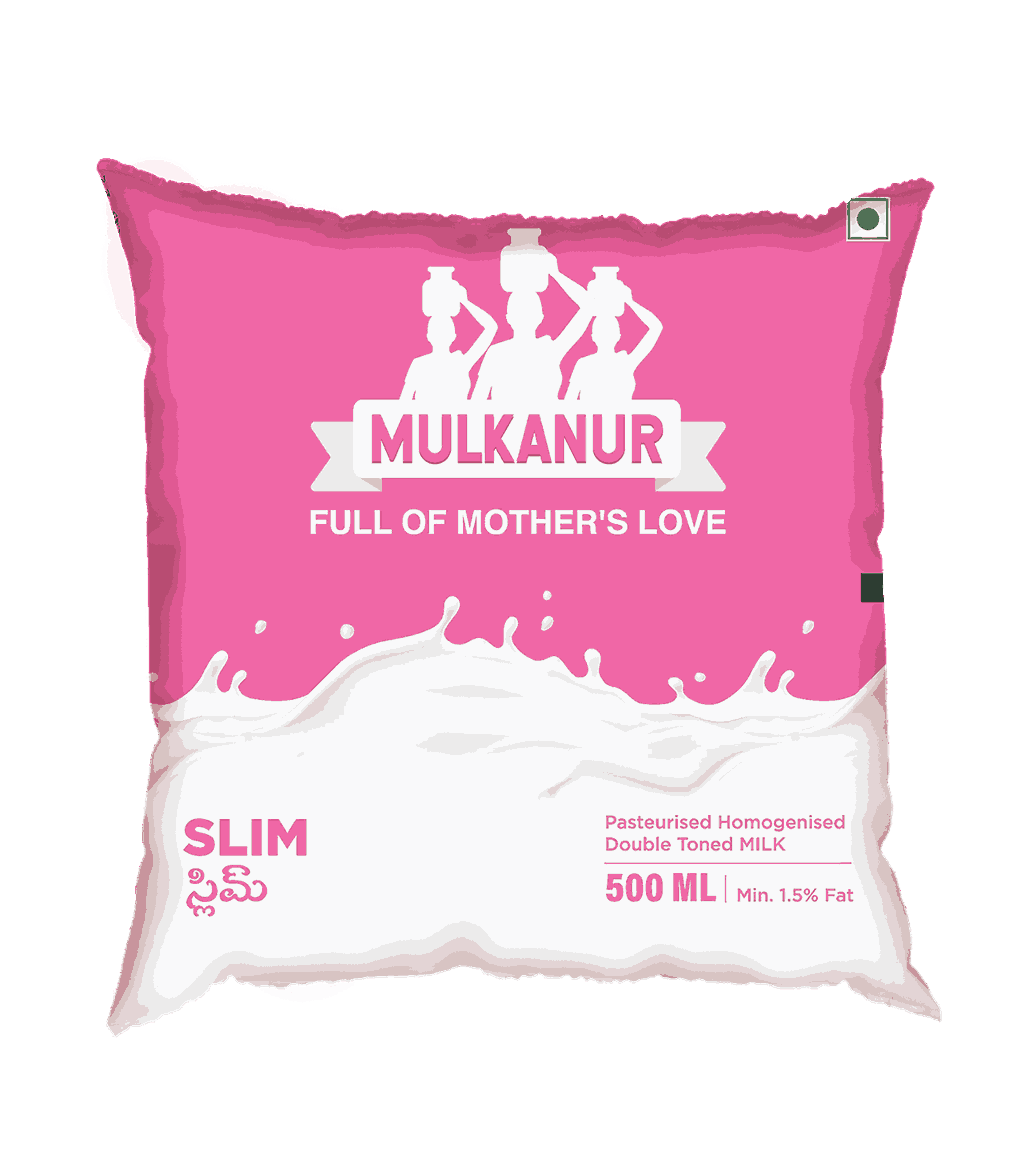 MULKANUR
FULL OF MOTHER'S LOVE
SLIM
స్లిమ్
Pasteurised Homogenised
Double Toned MILK
500 ML | Min. 1.5% Fat